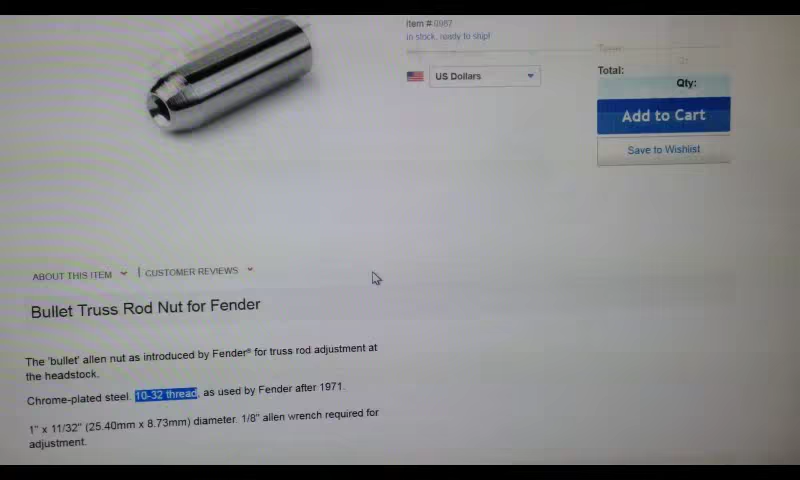 Item # 0987
In stock, ready to ship!
US Dollars
Total:
Qty:
Add to Cart
Save to Wishlist
ABOUT THIS ITEM
CUSTOMER REVIEWS
Bullet Truss Rod Nut for Fender
The 'bullet' allen nut as introduced by Fender® for truss rod adjustment at
the headstock.
Chrome-plated steel. 10-32 thread, as used by Fender after 1971.
1" x 11/32" (25.40mm x 8.73mm) diameter. 1/8" allen wrench required for
adjustment.